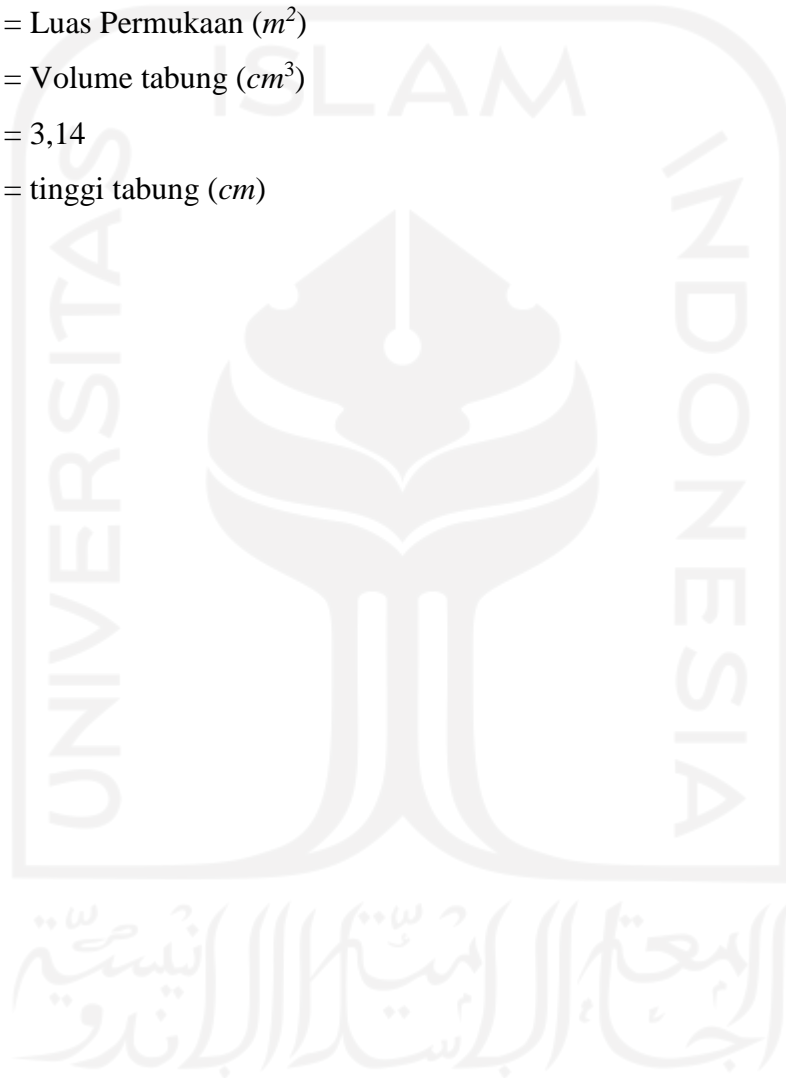 = Luas Permukaan (m²)
= Volume tabung (cm³)
= 3,14
= tinggi tabung (cm)
ISLAM
UNIVERSITAS
INDONESIA